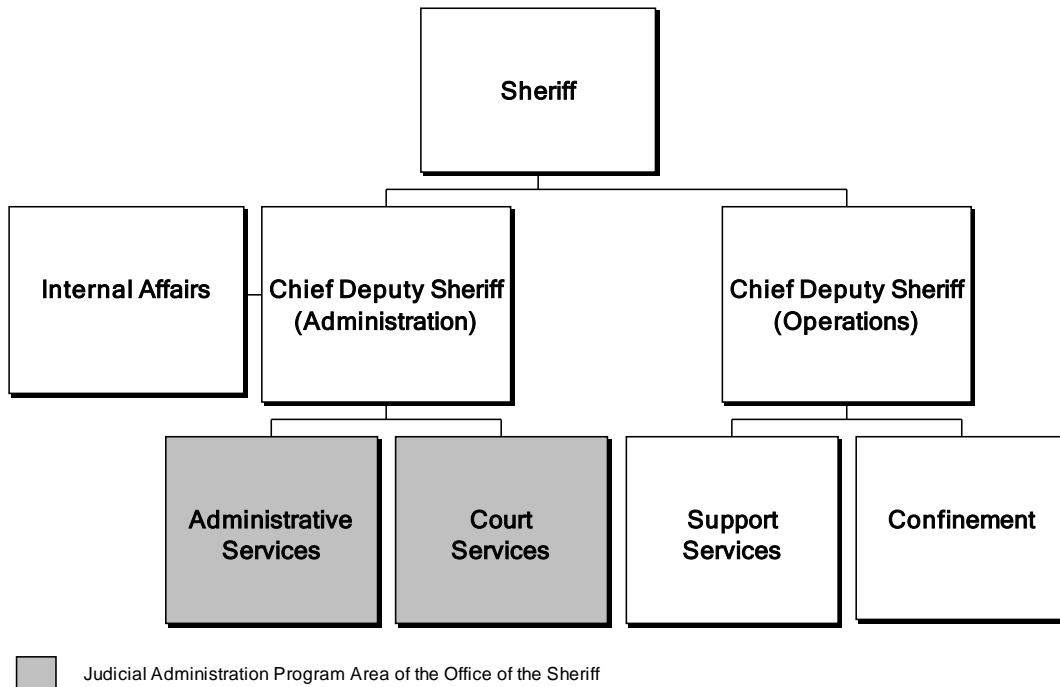 Sheriff
Internal Affairs
Chief Deputy Sheriff
(Administration)
Chief Deputy Sheriff
(Operations)
Administrative
Services
Court
Services
Support
Services
Confinement
Judicial Administration Program Area of the Office of the Sheriff